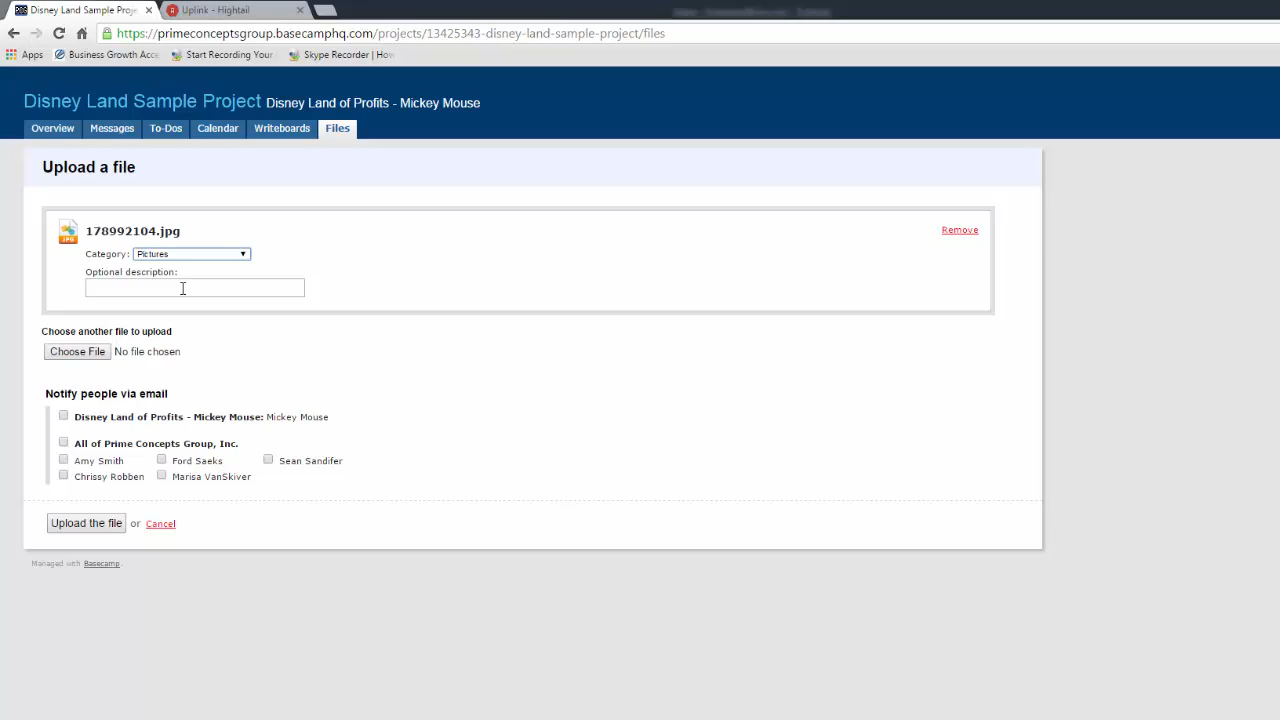 Disney Land Sample Proje × Uplink - Hightail ×
https://primeconceptsgroup.basecamphq.com/projects/13425343-disney-land-sample-project/files
Apps Business Growth Acce Start Recording Your Skype Recorder | How
Disney Land Sample Project Disney Land of Profits - Mickey Mouse
Overview Messages To-Dos Calendar Writeboards Files
Upload a file
178992104.jpg Remove
JPG
Category: Pictures
Optional description:
Choose another file to upload
Choose File No file chosen
Notify people via email
Disney Land of Profits - Mickey Mouse: Mickey Mouse
All of Prime Concepts Group, Inc.
Amy Smith Ford Saeks Sean Sandifer
Chrissy Robben Marisa VanSkiver
Upload the file or Cancel
Managed with Basecamp.